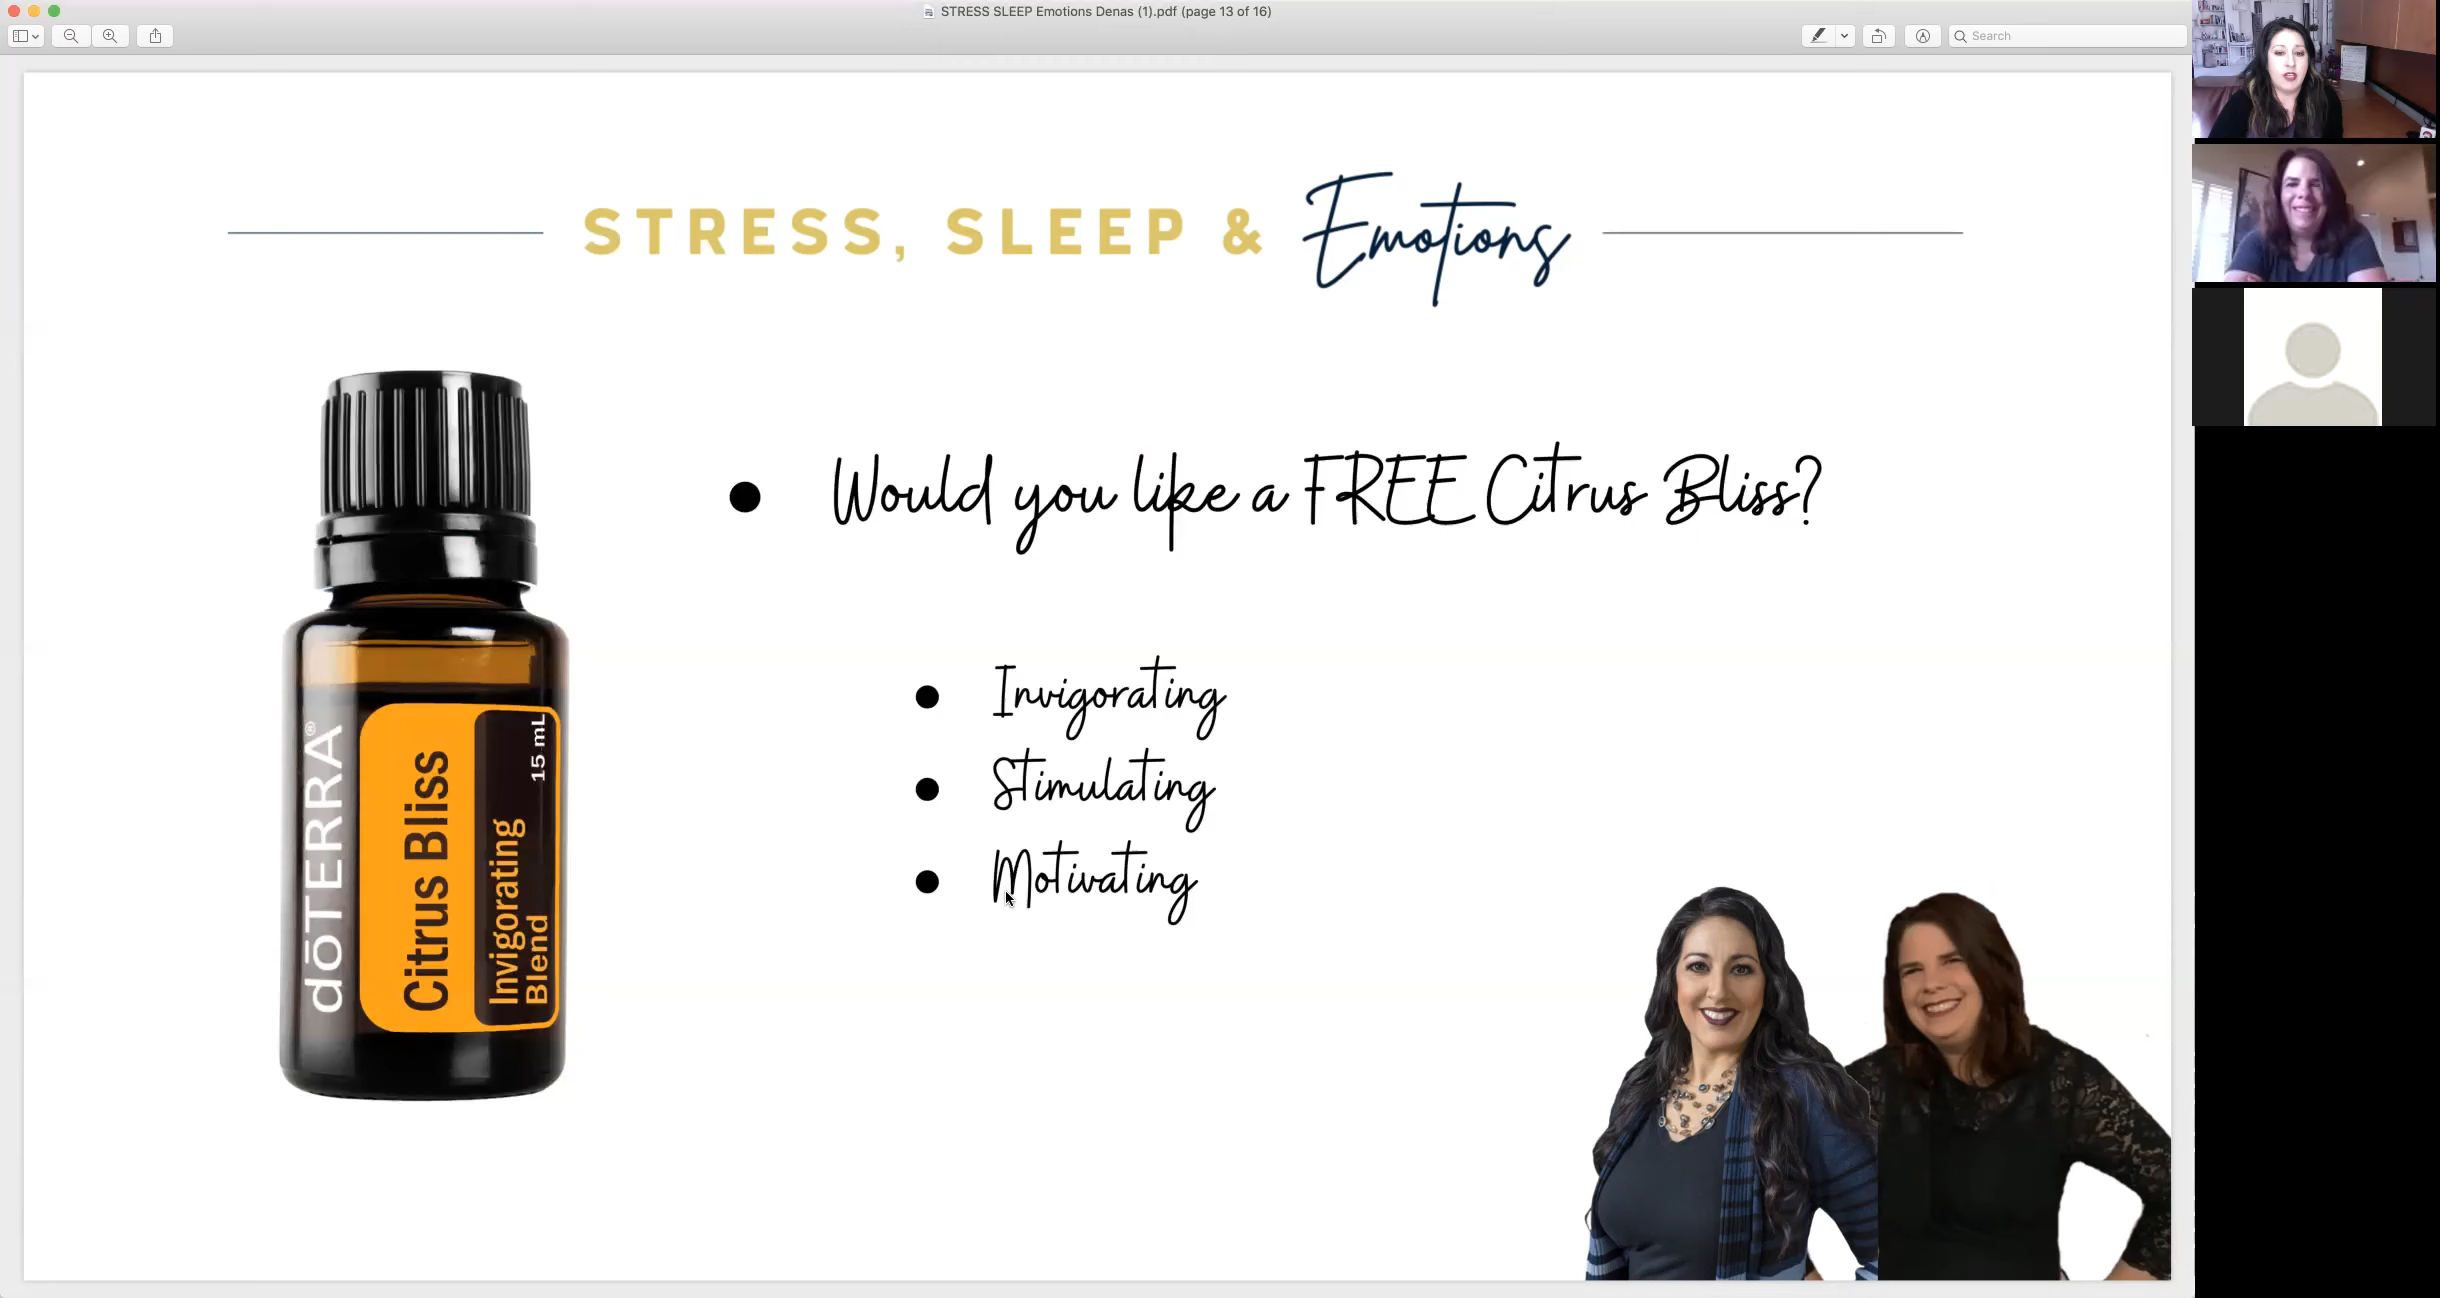 STRESS SLEEP Emotions Denas (1).pdf (page 13 of 16)
Search
STRESS, SLEEP & Emotions
Would you like a FREE Citrus Bliss?
Invigorating
Stimulating
Motivating
dōTERRA®
Citrus Bliss
Invigorating
Blend
15 mL